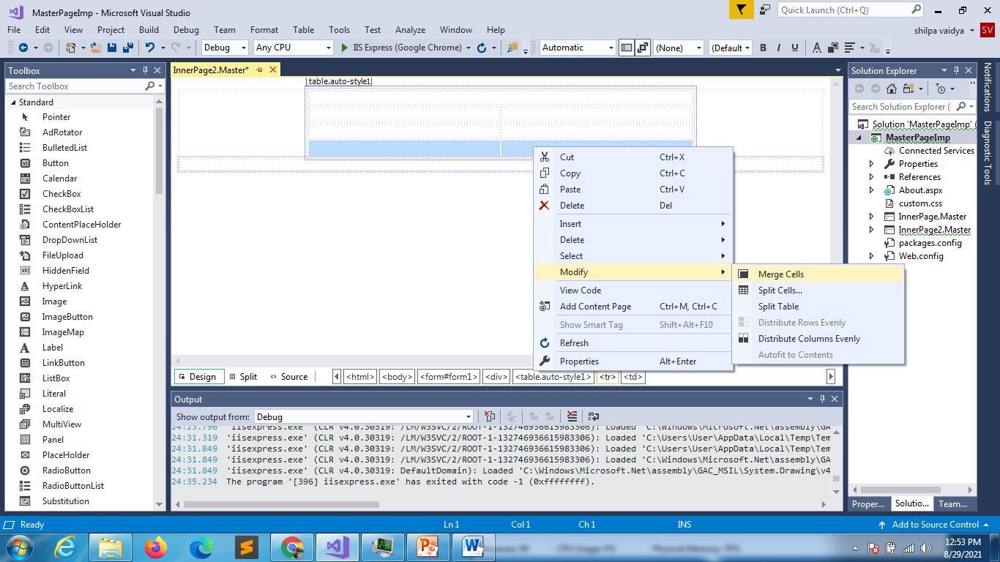 MasterPageImp - Microsoft Visual Studio
Quick Launch (Ctrl+Q)
File Edit View Project Build Debug Team Format Table Tools Test Analyze Window Help
shilpa vaidya SV
Debug Any CPU IIS Express (Google Chrome) Automatic (None) (Default B I U A
Toolbox
Search Toolbox
Standard
Pointer
AdRotator
BulletedList
Button
Calendar
CheckBox
CheckBoxList
ContentPlaceHolder
DropDownList
FileUpload
HiddenField
HyperLink
Image
ImageButton
ImageMap
Label
LinkButton
ListBox
Literal
Localize
MultiView
Panel
PlaceHolder
RadioButton
RadioButtonList
Substitution
InnerPage2.Master*
table.auto-style1
Cut Ctrl+X
Copy Ctrl+C
Paste Ctrl+V
Delete Del
Insert
Delete
Select
Modify
View Code
Add Content Page Ctrl+M, Ctrl+C
Show Smart Tag Shift+Alt+F10
Refresh
Properties Alt+Enter
Merge Cells
Split Cells...
Split Table
Distribute Rows Evenly
Distribute Columns Evenly
Autofit to Contents
Design Split Source <html> <body> <form#form1> <div> <table.auto-style1> <tr> <td>
Output
Show output from: Debug
24:25.796 'iisexpress.exe' (CLR v4.0.30319: /LM/W3SVC/2/ROOT-1-132746936615983306): Loaded 'C:\Windows\Microsoft.Net\assembly\GAC
24:31.319 'iisexpress.exe' (CLR v4.0.30319: /LM/W3SVC/2/ROOT-1-132746936615983306): Loaded 'C:\Users\User\AppData\Local\Temp\Tem
24:31.849 'iisexpress.exe' (CLR v4.0.30319: /LM/W3SVC/2/ROOT-1-132746936615983306): Loaded 'C:\Users\User\AppData\Local\Temp\Tem
24:31.849 'iisexpress.exe' (CLR v4.0.30319: /LM/W3SVC/2/ROOT-1-132746936615983306): Loaded 'C:\Windows\Microsoft.Net\assembly\GA
24:31.849 'iisexpress.exe' (CLR v4.0.30319: DefaultDomain): Loaded 'C:\Windows\Microsoft.Net\assembly\GAC_MSIL\System.Drawing\v4
24:35.234 The program '[396] iisexpress.exe' has exited with code -1 (0xffffffff).
Solution Explorer
Search Solution Explorer (
Solution 'MasterPageImp' (
MasterPageImp
Connected Services
Properties
References
About.aspx
custom.css
InnerPage.Master
InnerPage2.Master
packages.config
Web.config
Proper... Solutio... Team...
Notifications
Diagnostic Tools
Ready Ln 1 Col 1 Ch 1 INS Add to Source Control
12:53 PM
8/29/2021